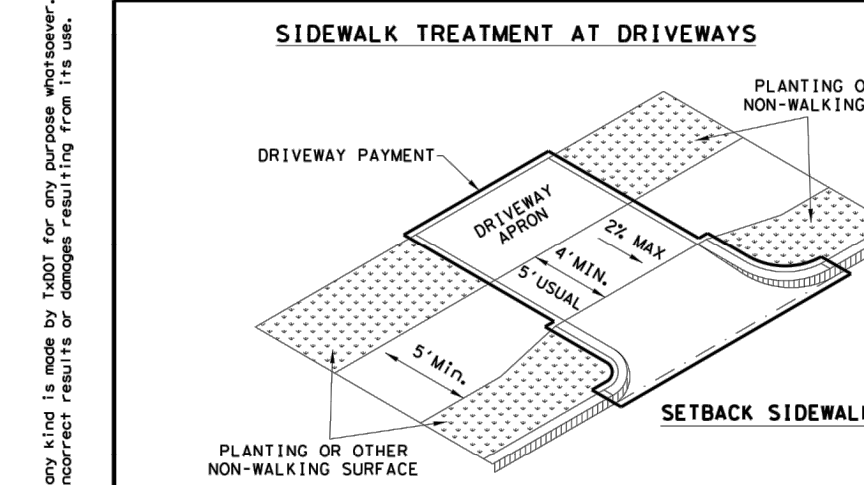 any kind is made by TxDOT for any purpose whatsoever.
ncorrect results or damages resulting from its use.
SIDEWALK TREATMENT AT DRIVEWAYS
PLANTING O
NON-WALKING
DRIVEWAY PAYMENT
DRIVEWAY
APRON
2% MAX
4'MIN.
5'USUAL
5'Min.
SETBACK SIDEWAL
PLANTING OR OTHER
NON-WALKING SURFACE